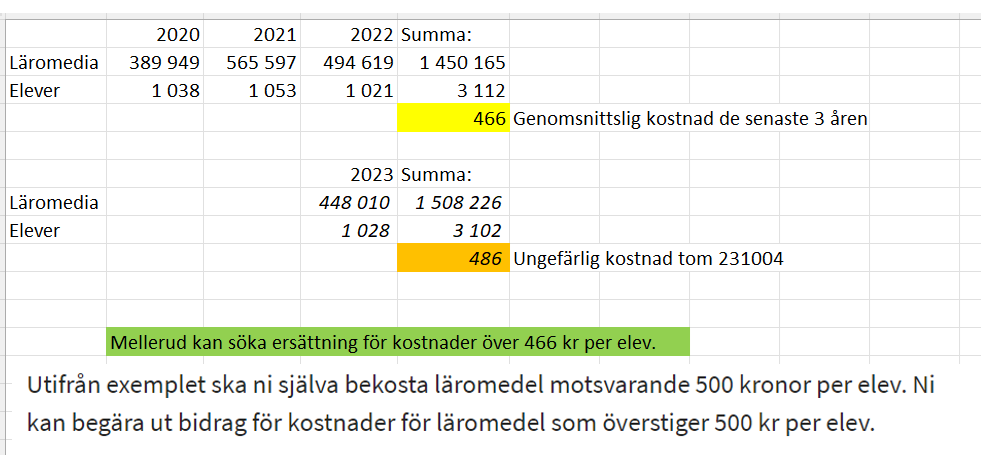 2020 2021 2022 Summa:
Läromedia 389 949 565 597 494 619 1 450 165
Elever 1 038 1 053 1 021 3 112
466 Genomsnittslig kostnad de senaste 3 åren
2023 Summa:
Läromedia 448 010 1 508 226
Elever 1 028 3 102
486 Ungefärlig kostnad tom 231004
Mellerud kan söka ersättning för kostnader över 466 kr per elev.
Utifrån exemplet ska ni själva bekosta läromedel motsvarande 500 kronor per elev. Ni
kan begära ut bidrag för kostnader för läromedel som överstiger 500 kr per elev.